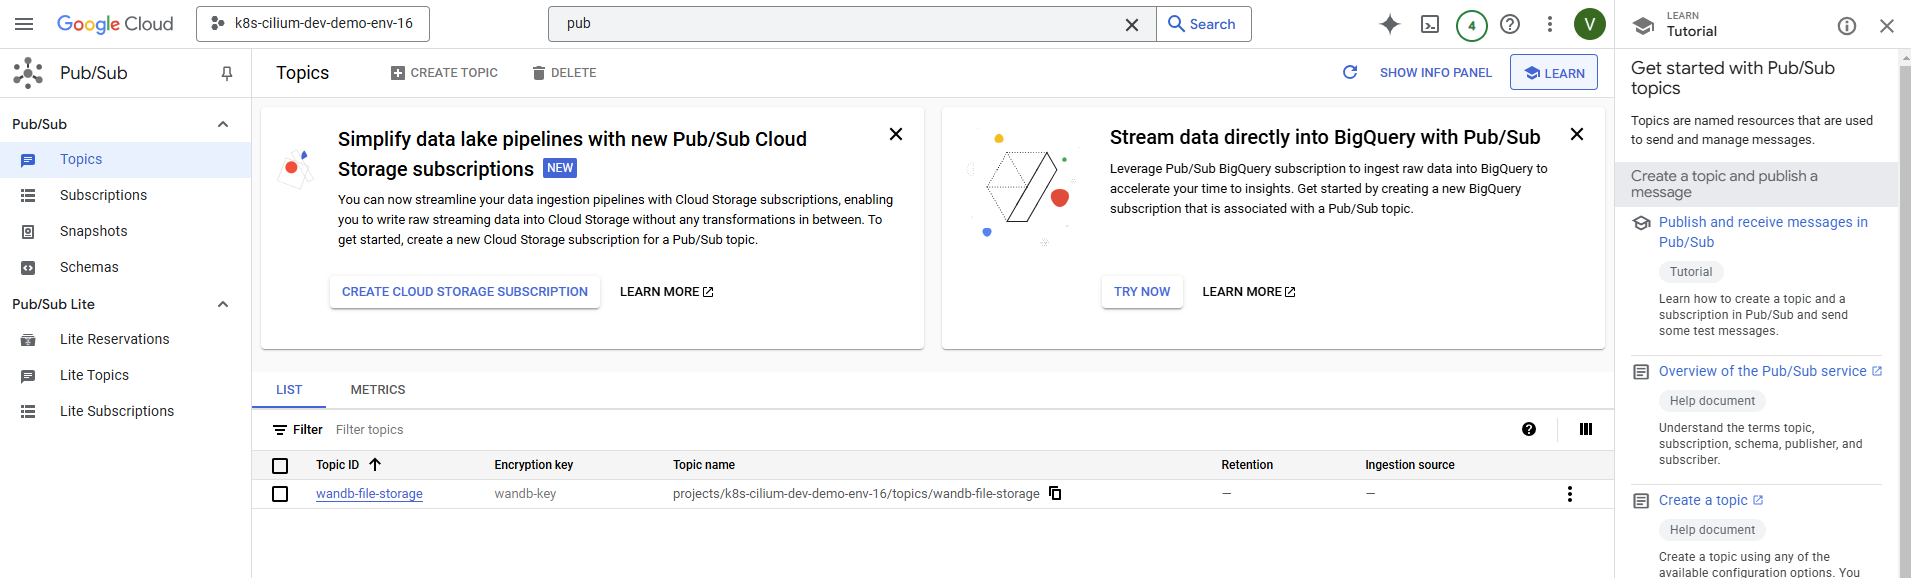 Google Cloud
k8s-cilium-dev-demo-env-16
pub
Search
4
V
LEARN
Tutorial
Pub/Sub
Topics
CREATE TOPIC
DELETE
SHOW INFO PANEL
LEARN
Pub/Sub
Topics
Subscriptions
Snapshots
Schemas
Pub/Sub Lite
Lite Reservations
Lite Topics
Lite Subscriptions
Simplify data lake pipelines with new Pub/Sub Cloud
Storage subscriptions NEW
You can now streamline your data ingestion pipelines with Cloud Storage subscriptions, enabling
you to write raw streaming data into Cloud Storage without any transformations in between. To
get started, create a new Cloud Storage subscription for a Pub/Sub topic.
CREATE CLOUD STORAGE SUBSCRIPTION
LEARN MORE
Stream data directly into BigQuery with Pub/Sub
Leverage Pub/Sub BigQuery subscription to ingest raw data into BigQuery to
accelerate your time to insights. Get started by creating a new BigQuery
subscription that is associated with a Pub/Sub topic.
TRY NOW
LEARN MORE
LIST
METRICS
Filter
Filter topics
Topic ID
Encryption key
Topic name
Retention
Ingestion source
wandb-file-storage
wandb-key
projects/k8s-cilium-dev-demo-env-16/topics/wandb-file-storage
—
—
Get started with Pub/Sub
topics
Topics are named resources that are used
to send and manage messages.
Create a topic and publish a
message
Publish and receive messages in
Pub/Sub
Tutorial
Learn how to create a topic and a
subscription in Pub/Sub and send
some test messages.
Overview of the Pub/Sub service
Help document
Understand the terms topic,
subscription, schema, publisher, and
subscriber.
Create a topic
Help document
Create a topic using any of the
available configuration options. You